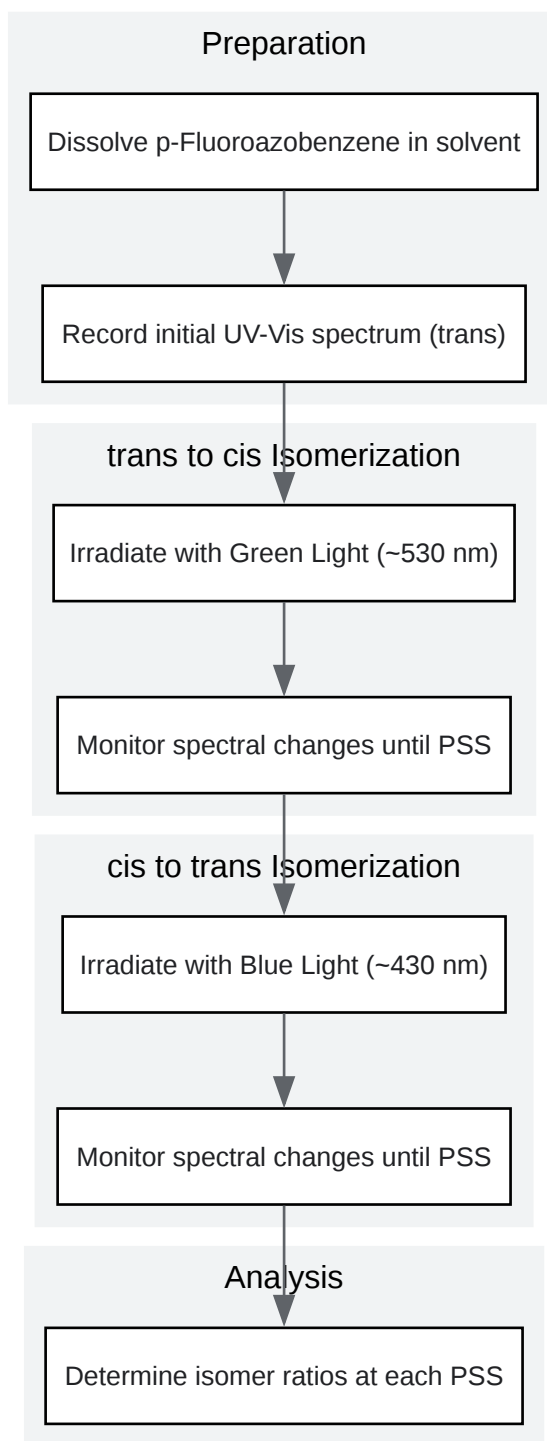 Preparation
Dissolve p-Fluoroazobenzene in solvent
Record initial UV-Vis spectrum (trans)
trans to cis Isomerization
Irradiate with Green Light (~530 nm)
Monitor spectral changes until PSS
cis to trans Isomerization
Irradiate with Blue Light (~430 nm)
Monitor spectral changes until PSS
Analysis
Determine isomer ratios at each PSS